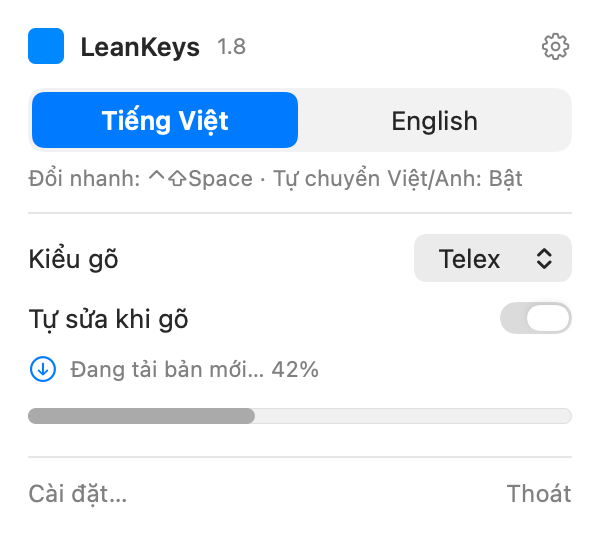 LeanKeys 1.8
Tiếng Việt English
Đổi nhanh: ⌃⇧Space · Tự chuyển Việt/Anh: Bật
Kiểu gõ Telex
Tự sửa khi gõ
Đang tải bản mới... 42%
Cài đặt... Thoát